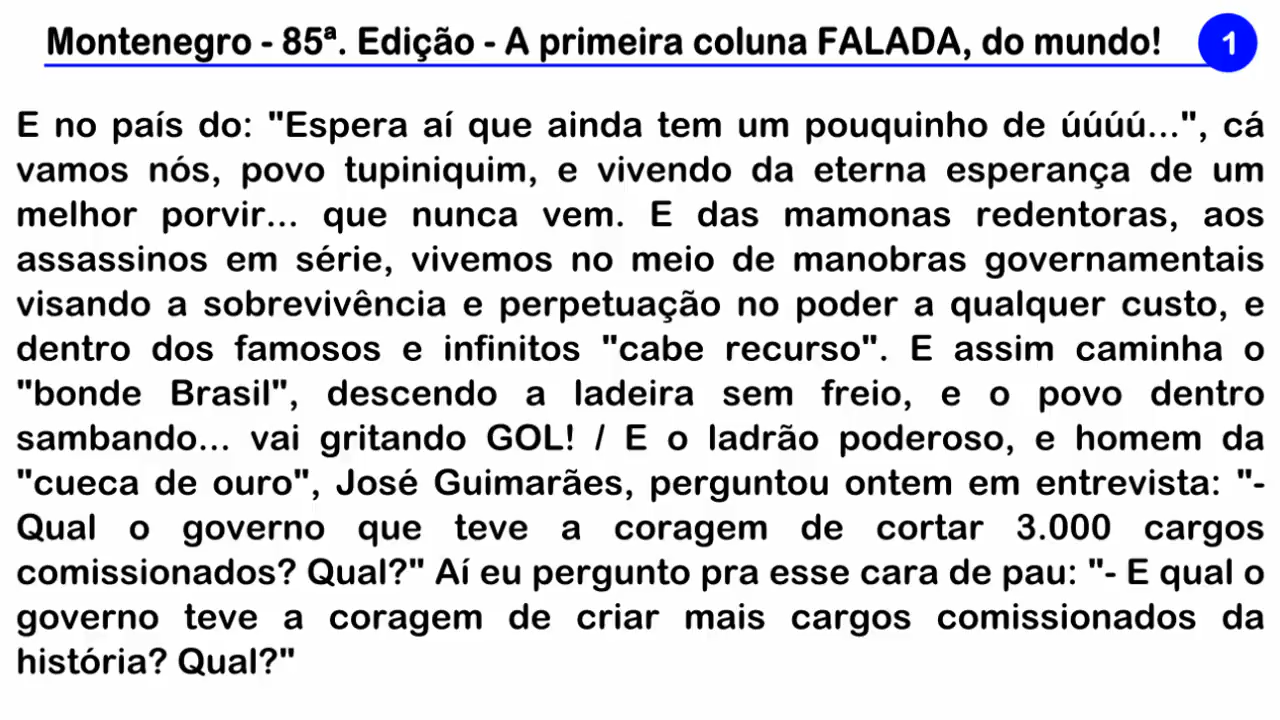 Montenegro - 85ª. Edição - A primeira coluna FALADA, do mundo! 1
E no país do: "Espera aí que ainda tem um pouquinho de úúúú...", cá
vamos nós, povo tupiniquim, e vivendo da eterna esperança de um
melhor porvir... que nunca vem. E das mamonas redentoras, aos
assassinos em série, vivemos no meio de manobras governamentais
visando a sobrevivência e perpetuação no poder a qualquer custo, e
dentro dos famosos e infinitos "cabe recurso". E assim caminha o
"bonde Brasil", descendo a ladeira sem freio, e o povo dentro
sambando... vai gritando GOL! / E o ladrão poderoso, e homem da
"cueca de ouro", José Guimarães, perguntou ontem em entrevista: "-
Qual o governo que teve a coragem de cortar 3.000 cargos
comissionados? Qual?" Aí eu pergunto pra esse cara de pau: "- E qual o
governo teve a coragem de criar mais cargos comissionados da
história? Qual?"